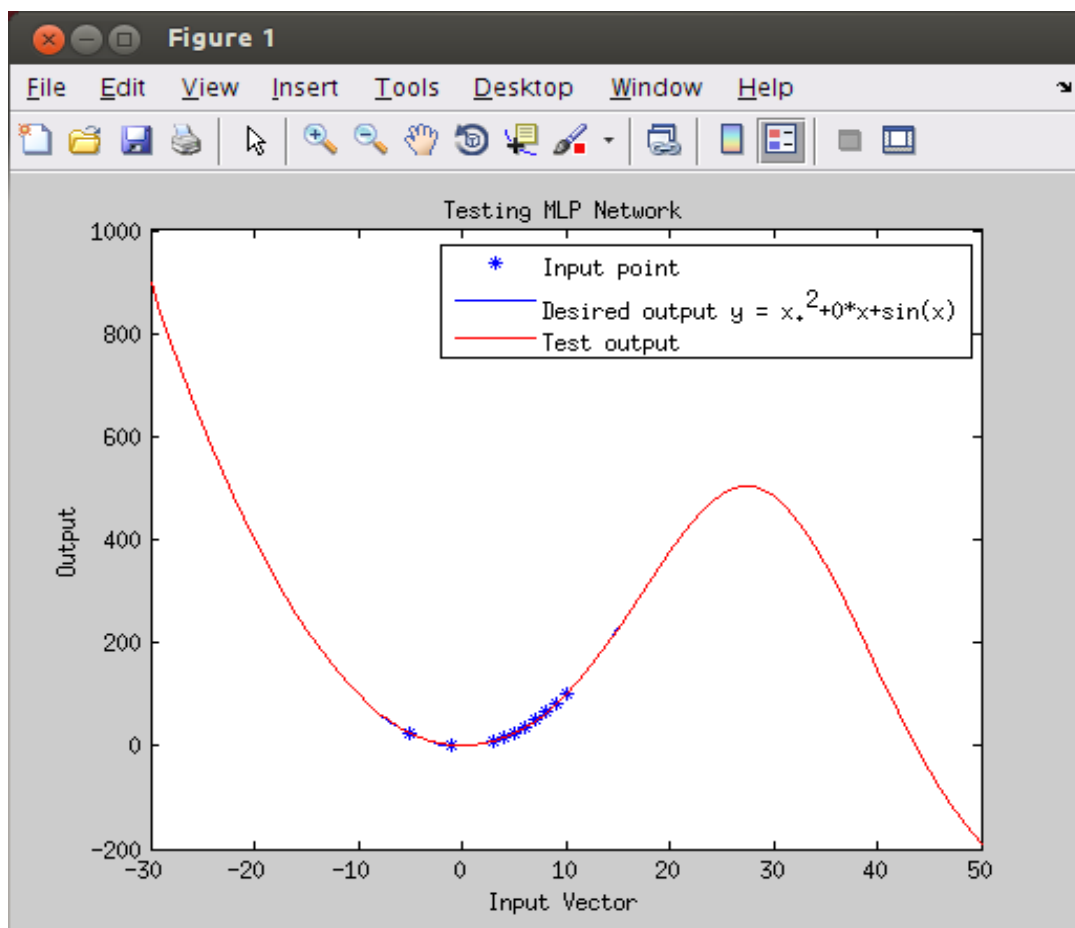 Figure 1
File Edit View Insert Tools Desktop Window Help
Testing MLP Network
Input point
Desired output y = x.^2+0*x+sin(x)
Test output
1000
800
600
400
200
0
-200
Output
-30 -20 -10 0 10 20 30 40 50
Input Vector